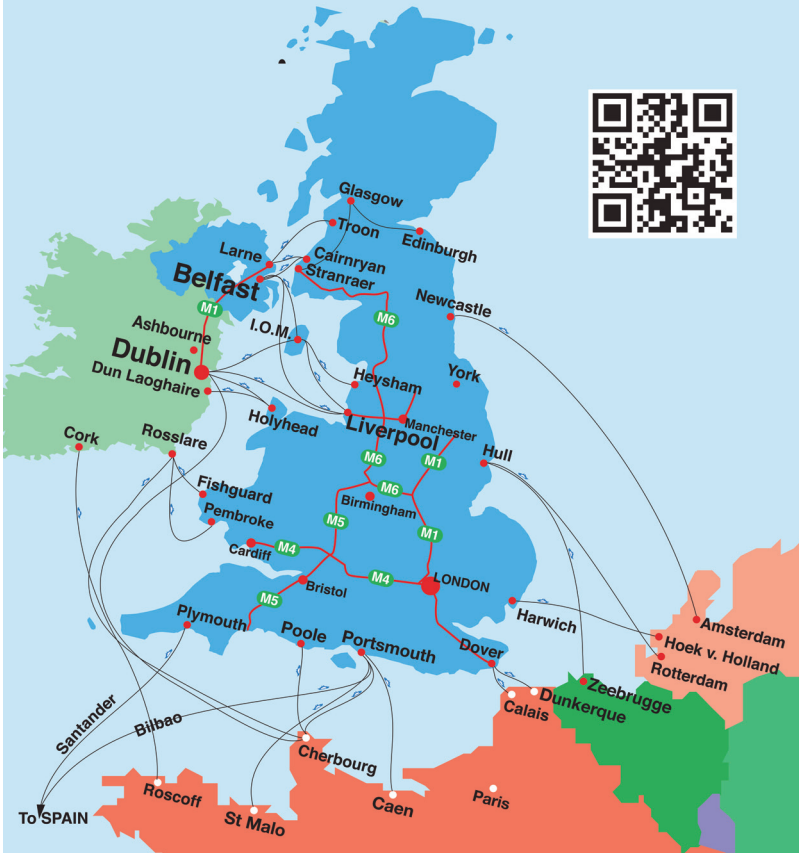 Glasgow
Troon
Edinburgh
Larne
Cairnryan
Stranraer
Belfast
M1
I.O.M.
M6
Newcastle
Ashbourne
Dublin
Dun Laoghaire
Heysham
York
Holyhead
Liverpool
Manchester
Cork
Rosslare
M6
M1
Hull
Fishguard
M6
Birmingham
Pembroke
M5
M1
Cardiff
M4
M4
LONDON
Bristol
M5
Harwich
Plymouth
Poole
Portsmouth
Dover
Amsterdam
Hoek v. Holland
Rotterdam
Zeebrugge
Dunkerque
Calais
Santander
Bilbao
Cherbourg
Roscoff
St Malo
Caen
Paris
To SPAIN